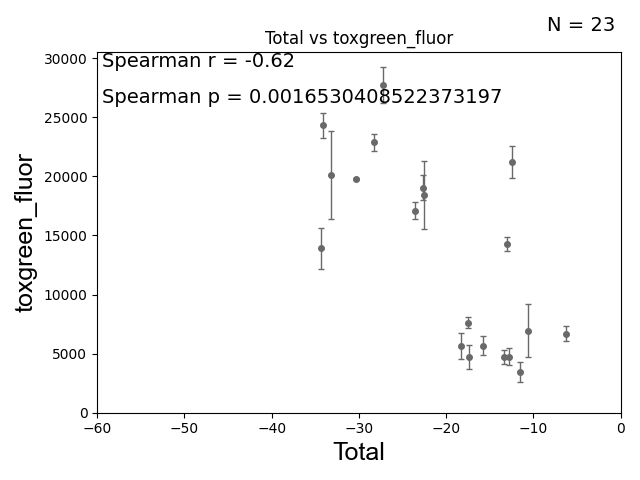 N = 23
Total vs toxgreen_fluor
Spearman r = -0.62
Spearman p = 0.0016530408522373197
30000
25000
20000
15000
10000
5000
0
toxgreen_fluor
−60 −50 −40 −30 −20 −10 0
Total